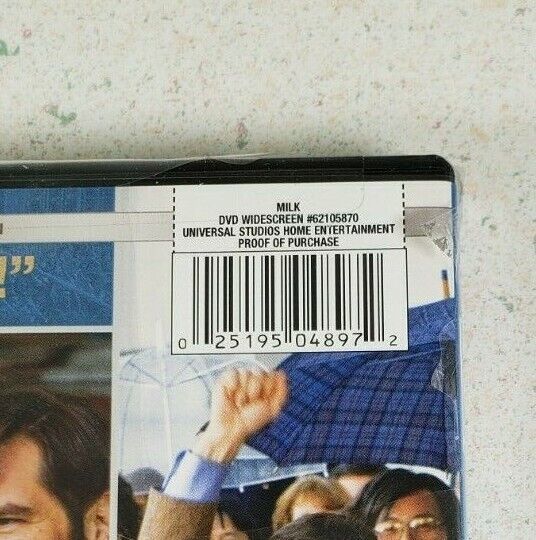 MILK
DVD WIDESCREEN #62105870
UNIVERSAL STUDIOS HOME ENTERTAINMENT
PROOF OF PURCHASE
!”
0 25195 04897 2